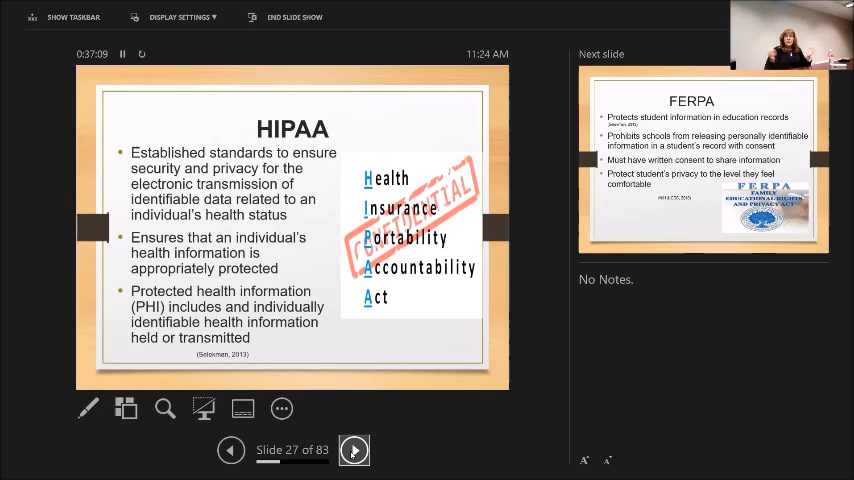 SHOW TASKBAR
DISPLAY SETTINGS ▼
END SLIDE SHOW
0:37:09
11:24 AM
HIPAA
• Established standards to ensure
security and privacy for the
electronic transmission of
identifiable data related to an
individual's health status
• Ensures that an individual's
health information is
appropriately protected
• Protected health information
(PHI) includes and individually
identifiable health information
held or transmitted
(Selekman, 2013)
Health
Insurance
Portability
Accountability
Act
CONFIDENTIAL
Slide 27 of 83
Next slide
FERPA
• Protects student information in education records
(Selekman, 2013)
• Prohibits schools from releasing personally identifiable
information in a student's record with consent
• Must have written consent to share information
• Protect student's privacy to the level they feel
comfortable
FERPA
FAMILY
EDUCATIONAL RIGHTS
AND PRIVACY ACT
No Notes.
A
A